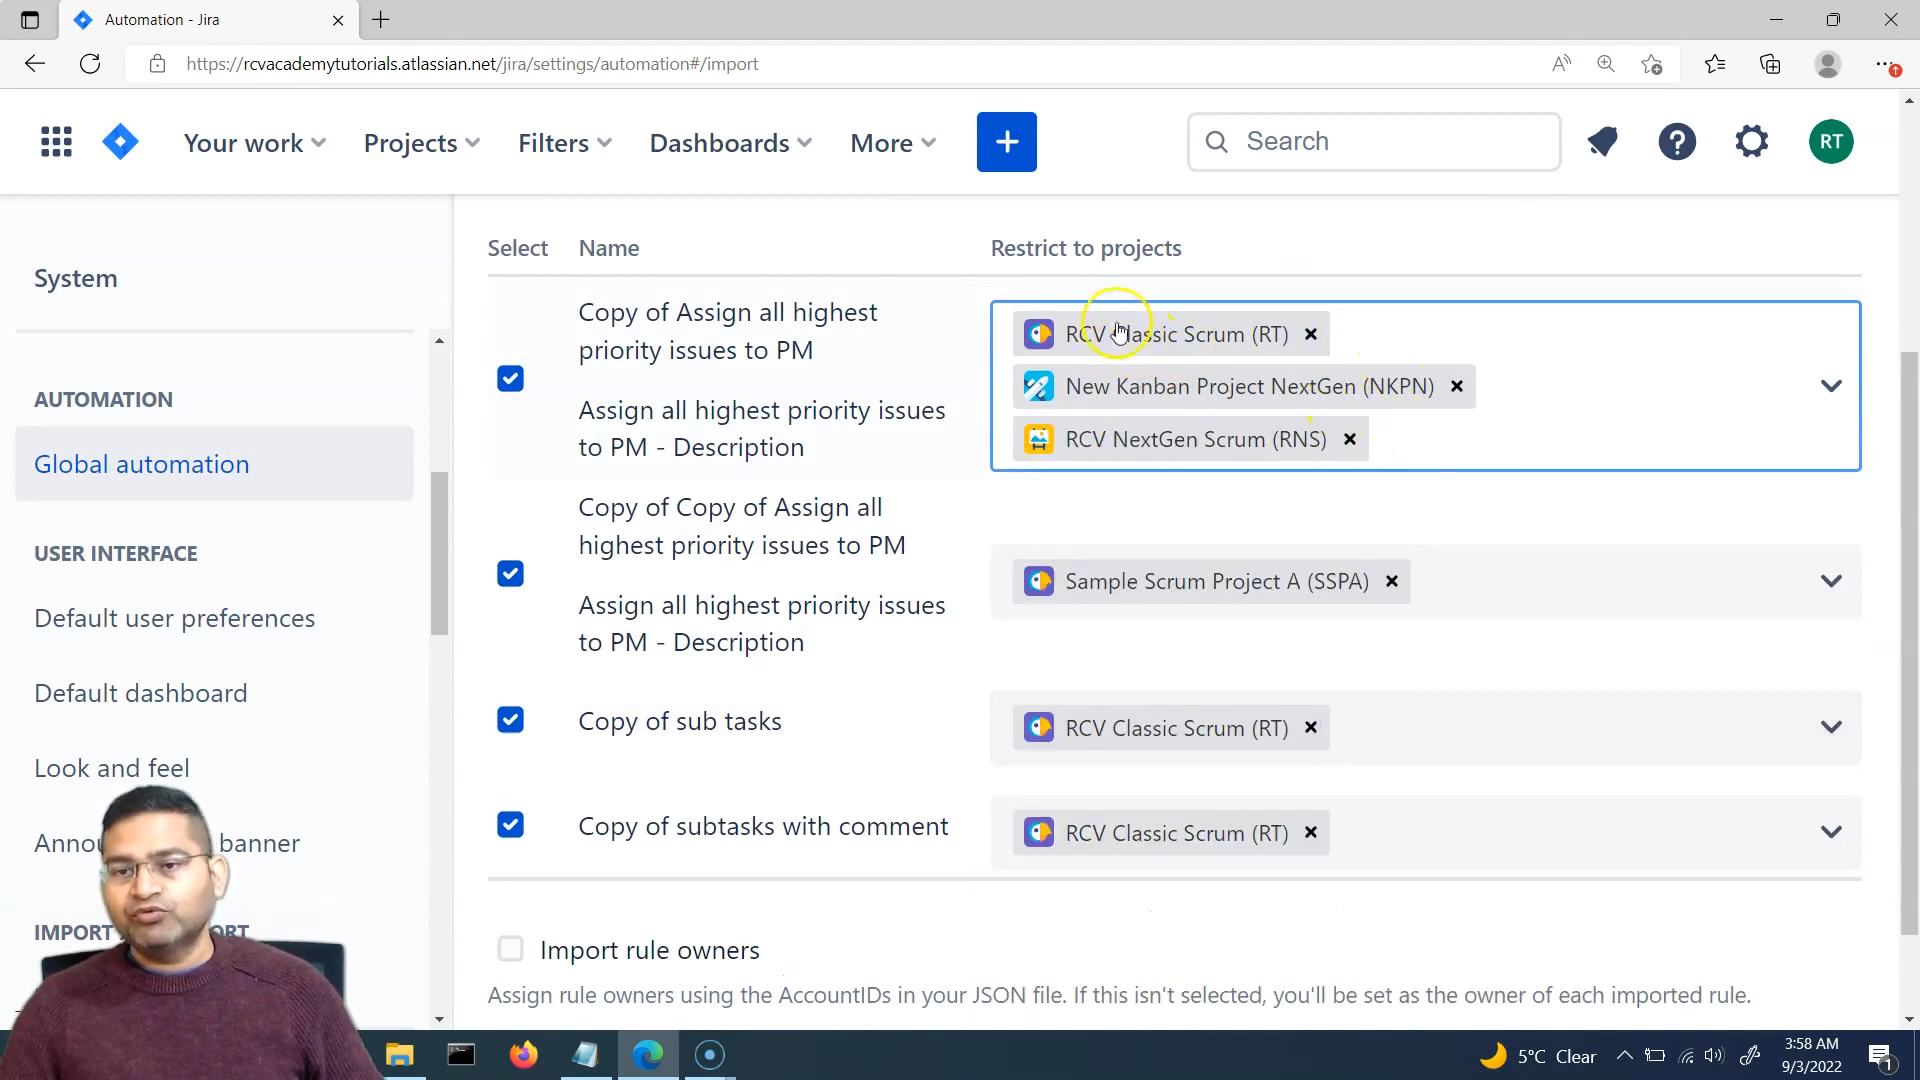 Automation - Jira
https://rcvacademytutorials.atlassian.net/jira/settings/automation#/import
Your work
Projects
Filters
Dashboards
More
Search
RT
System
AUTOMATION
Global automation
USER INTERFACE
Default user preferences
Default dashboard
Look and feel
banner
IMPORT
Select
Name
Restrict to projects
Copy of Assign all highest
priority issues to PM
Assign all highest priority issues
to PM - Description
RCV Classic Scrum (RT)
New Kanban Project NextGen (NKPN)
RCV NextGen Scrum (RNS)
Copy of Copy of Assign all
highest priority issues to PM
Assign all highest priority issues
to PM - Description
Sample Scrum Project A (SSPA)
Copy of sub tasks
RCV Classic Scrum (RT)
Copy of subtasks with comment
RCV Classic Scrum (RT)
Import rule owners
Assign rule owners using the AccountIDs in your JSON file. If this isn't selected, you'll be set as the owner of each imported rule.
5°C Clear
3:58 AM
9/3/2022
1